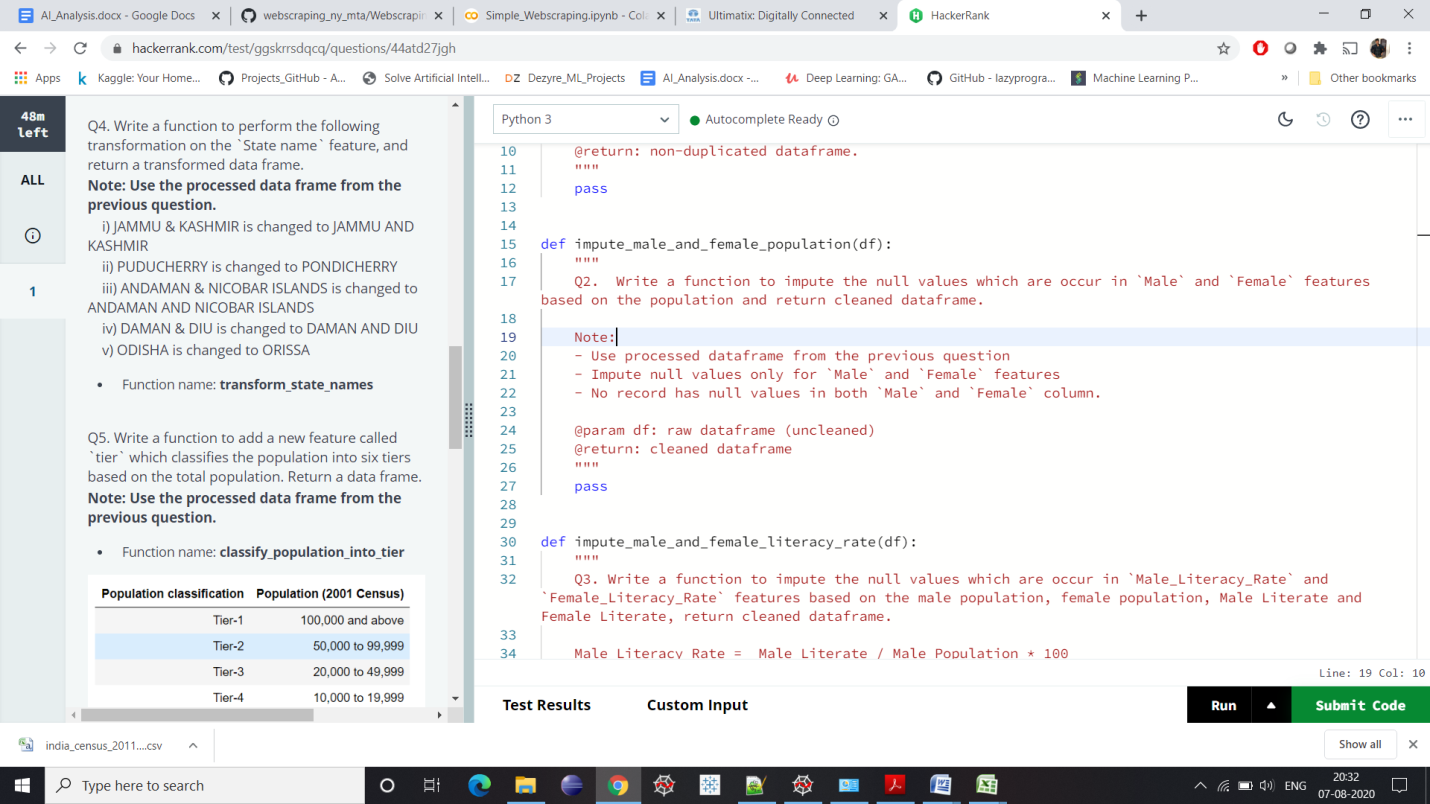 AI_Analysis.docx - Google Docs
webscraping_ny_mta/Webscrapin
Simple_Webscraping.ipynb - Cola
Ultimatix: Digitally Connected
HackerRank
hackerrank.com/test/ggskrrsdqcq/questions/44atd27jgh
Apps
Kaggle: Your Home...
Projects_GitHub - A...
Solve Artificial Intell...
DZ Dezyre_ML_Projects
AI_Analysis.docx -...
Deep Learning: GA...
GitHub - lazyprogra...
Machine Learning P...
»
Other bookmarks
48m
left
ALL
1
Q4. Write a function to perform the following
transformation on the `State name` feature, and
return a transformed data frame.
Note: Use the processed data frame from the
previous question.
i) JAMMU & KASHMIR is changed to JAMMU AND
KASHMIR
ii) PUDUCHERRY is changed to PONDICHERRY
iii) ANDAMAN & NICOBAR ISLANDS is changed to
ANDAMAN AND NICOBAR ISLANDS
iv) DAMAN & DIU is changed to DAMAN AND DIU
v) ODISHA is changed to ORISSA
• Function name: transform_state_names
Q5. Write a function to add a new feature called
`tier` which classifies the population into six tiers
based on the total population. Return a data frame.
Note: Use the processed data frame from the
previous question.
• Function name: classify_population_into_tier
Population classification Population (2001 Census)
Tier-1 100,000 and above
Tier-2 50,000 to 99,999
Tier-3 20,000 to 49,999
Tier-4 10,000 to 19,999
Python 3
Autocomplete Ready
10 @return: non-duplicated dataframe.
11 """
12 pass
13
14
15 def impute_male_and_female_population(df):
16 """
17 Q2. Write a function to impute the null values which are occur in `Male` and `Female` features
based on the population and return cleaned dataframe.
18
19 Note:
20 - Use processed dataframe from the previous question
21 - Impute null values only for `Male` and `Female` features
22 - No record has null values in both `Male` and `Female` column.
23
24 @param df: raw dataframe (uncleaned)
25 @return: cleaned dataframe
26 """
27 pass
28
29
30 def impute_male_and_female_literacy_rate(df):
31 """
32 Q3. Write a function to impute the null values which are occur in `Male_Literacy_Rate` and
`Female_Literacy_Rate` features based on the male population, female population, Male Literate and
Female Literate, return cleaned dataframe.
33
34 Male Literacy Rate = Male Literate / Male Population * 100
Line: 19 Col: 10
Test Results
Custom Input
Run
Submit Code
india_census_2011....csv
Show all
Type here to search
ENG
20:32
07-08-2020